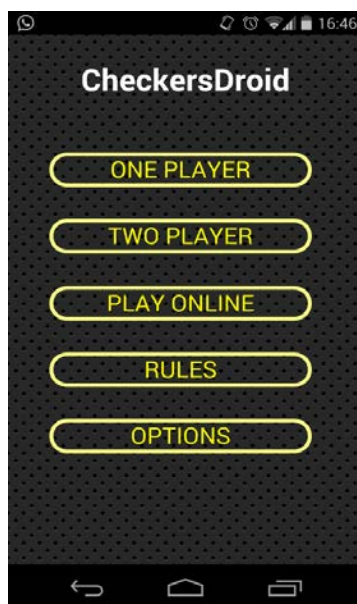 16:46
CheckersDroid
ONE PLAYER
TWO PLAYER
PLAY ONLINE
RULES
OPTIONS